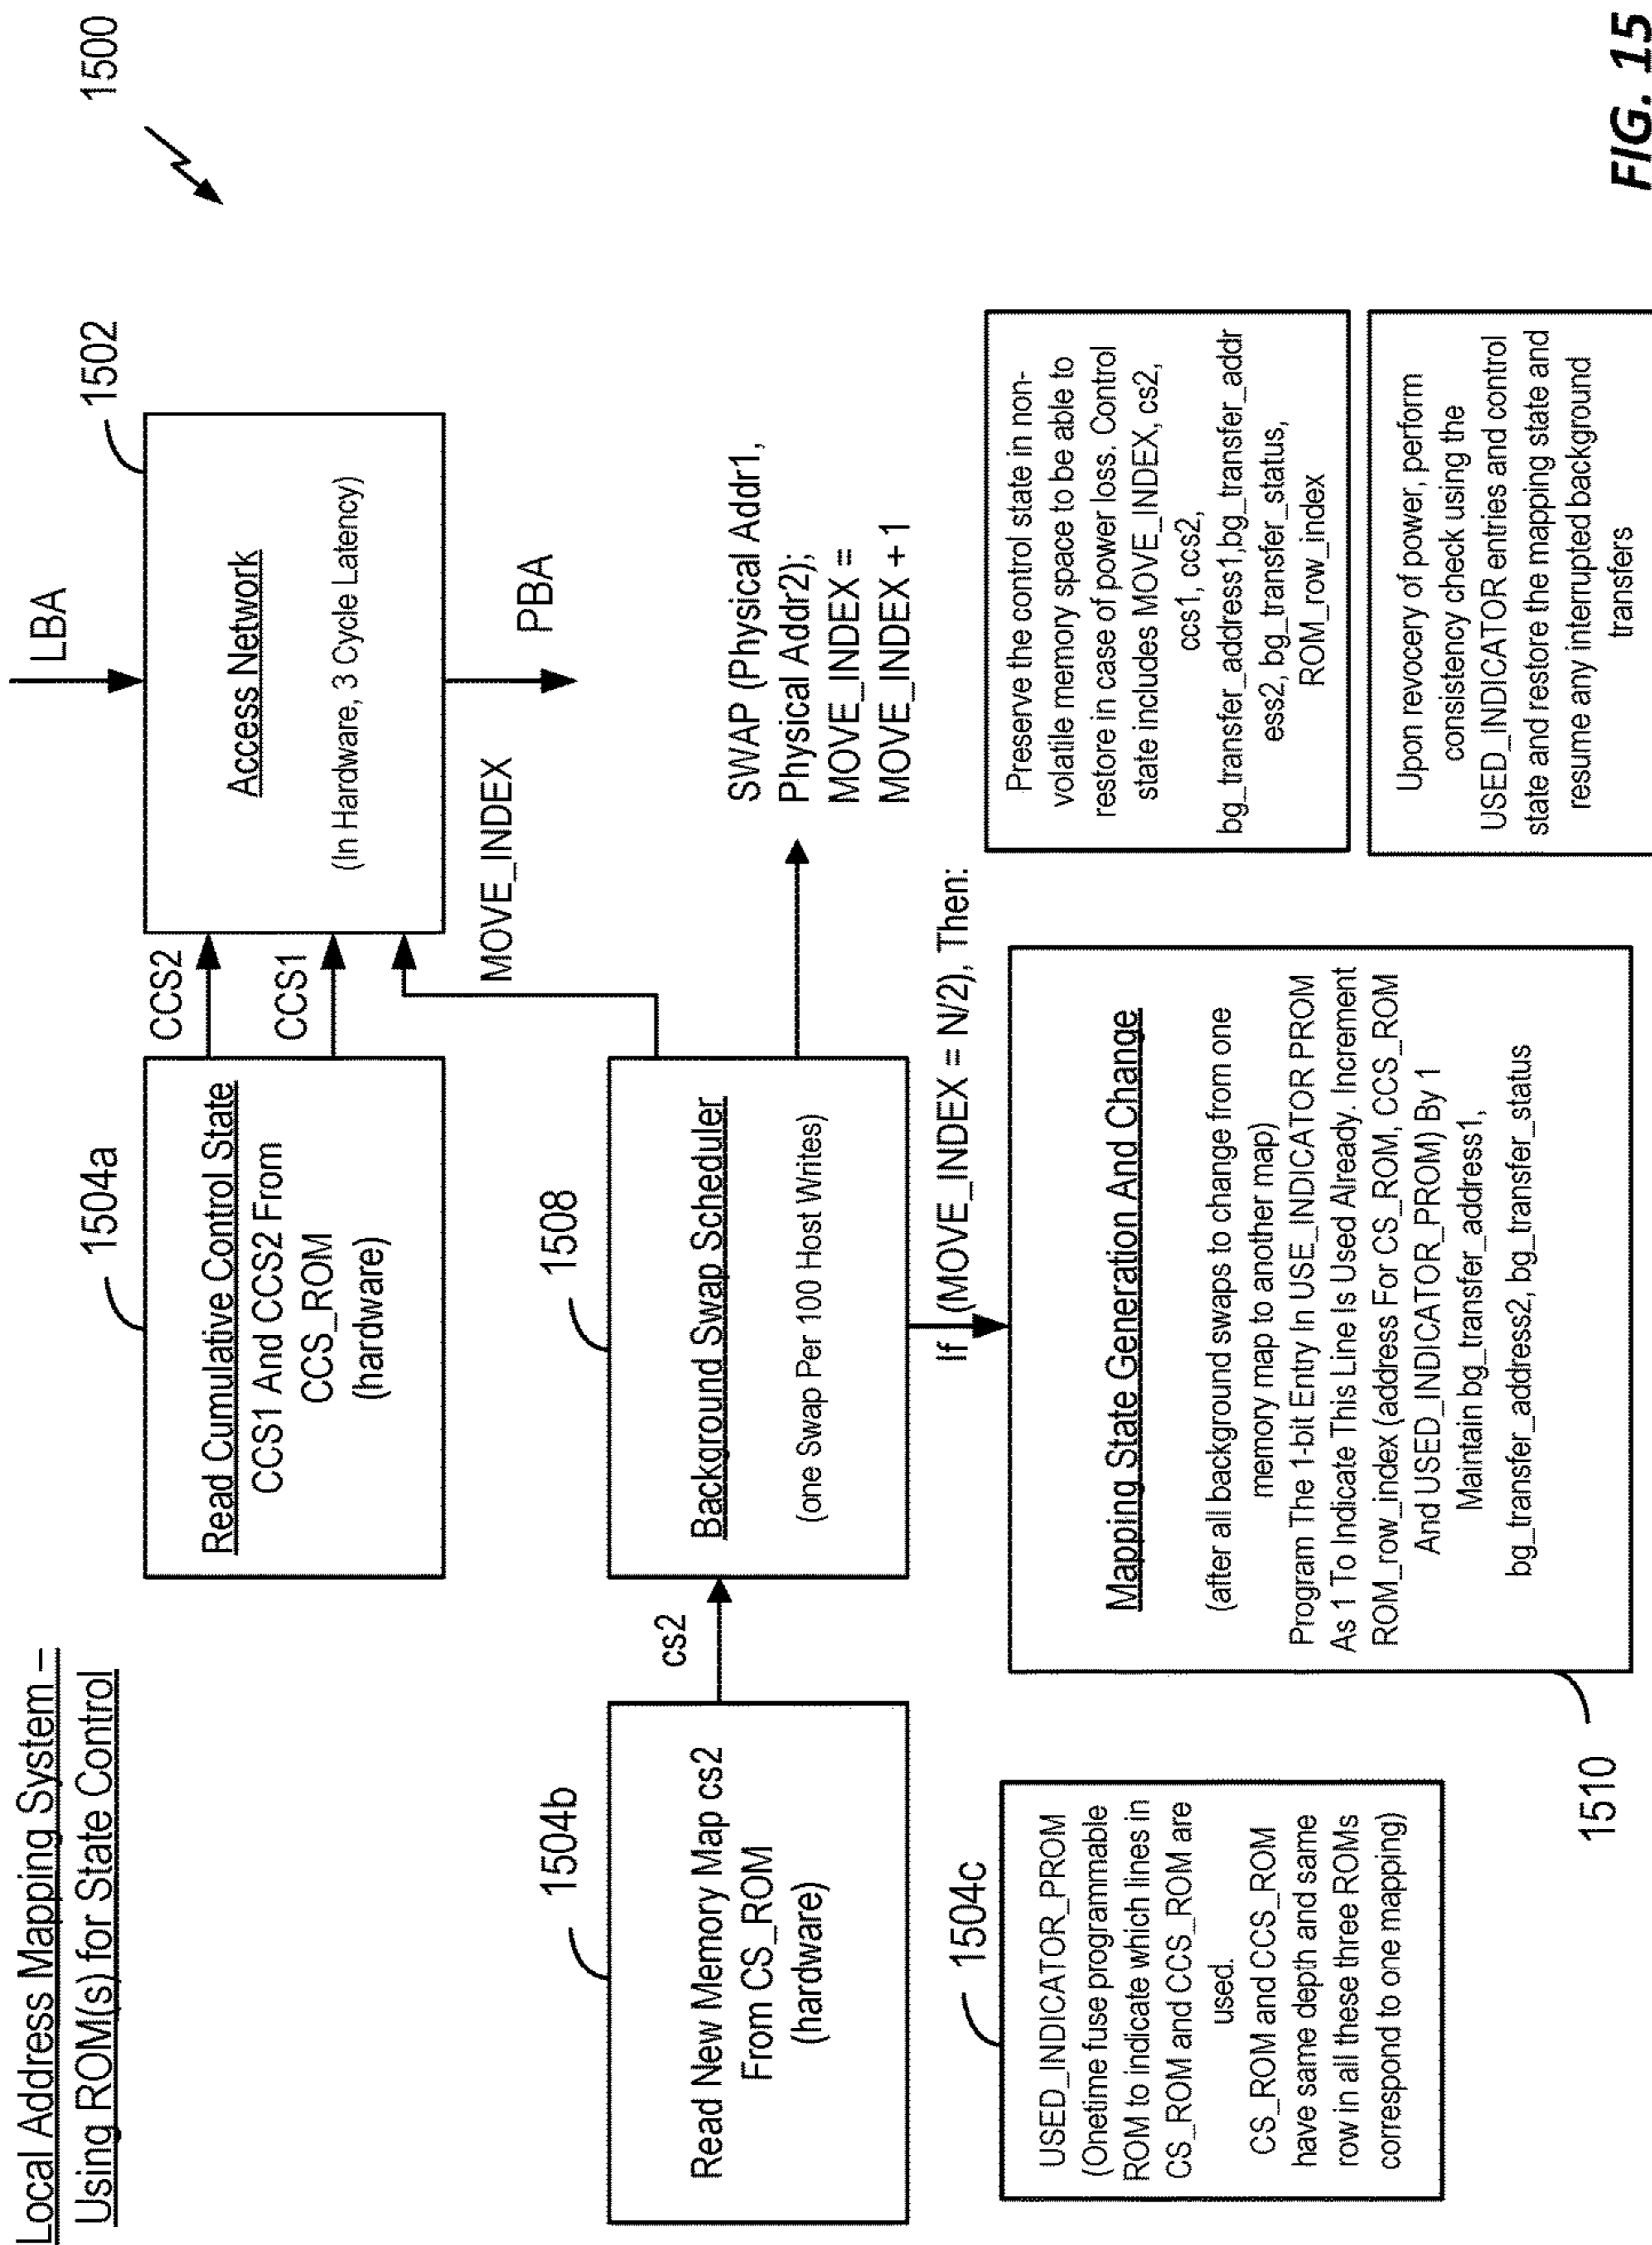 Local Address Mapping System –
Using ROM(s) for State Control
1500
LBA
1504a
Read Cumulative Control State
CCS1 And CCS2 From
CCS_ROM
(hardware)
CCS2
CCS1
1502
Access Network
(In Hardware, 3 Cycle Latency)
MOVE_INDEX
PBA
1504b
Read New Memory Map cs2
From CS_ROM
(hardware)
cs2
1508
Background Swap Scheduler
(one Swap Per 100 Host Writes)
SWAP (Physical Addr1,
Physical Addr2);
MOVE_INDEX =
MOVE_INDEX + 1
If (MOVE_INDEX = N/2), Then:
1504c
USED_INDICATOR_PROM
(Onetime fuse programmable
ROM to indicate which lines in
CS_ROM and CCS_ROM are
used.
CS_ROM and CCS_ROM
have same depth and same
row in all these three ROMs
correspond to one mapping)
Mapping State Generation And Change
(after all background swaps to change from one
memory map to another map)
Program The 1-bit Entry In USE_INDICATOR PROM
As 1 To Indicate This Line Is Used Already. Increment
ROM_row_index (address For CS_ROM, CCS_ROM
And USED_INDICATOR_PROM) By 1
Maintain bg_transfer_address1,
bg_transfer_address2, bg_transfer_status
1510
Preserve the control state in non-
volatile memory space to be able to
restore in case of power loss. Control
state includes MOVE_INDEX, cs2,
ccs1, ccs2,
bg_transfer_address1,bg_transfer_addr
ess2, bg_transfer_status,
ROM_row_index
Upon revocery of power, perform
consistency check using the
USED_INDICATOR entries and control
state and restore the mapping state and
resume any interrupted background
transfers
FIG. 15